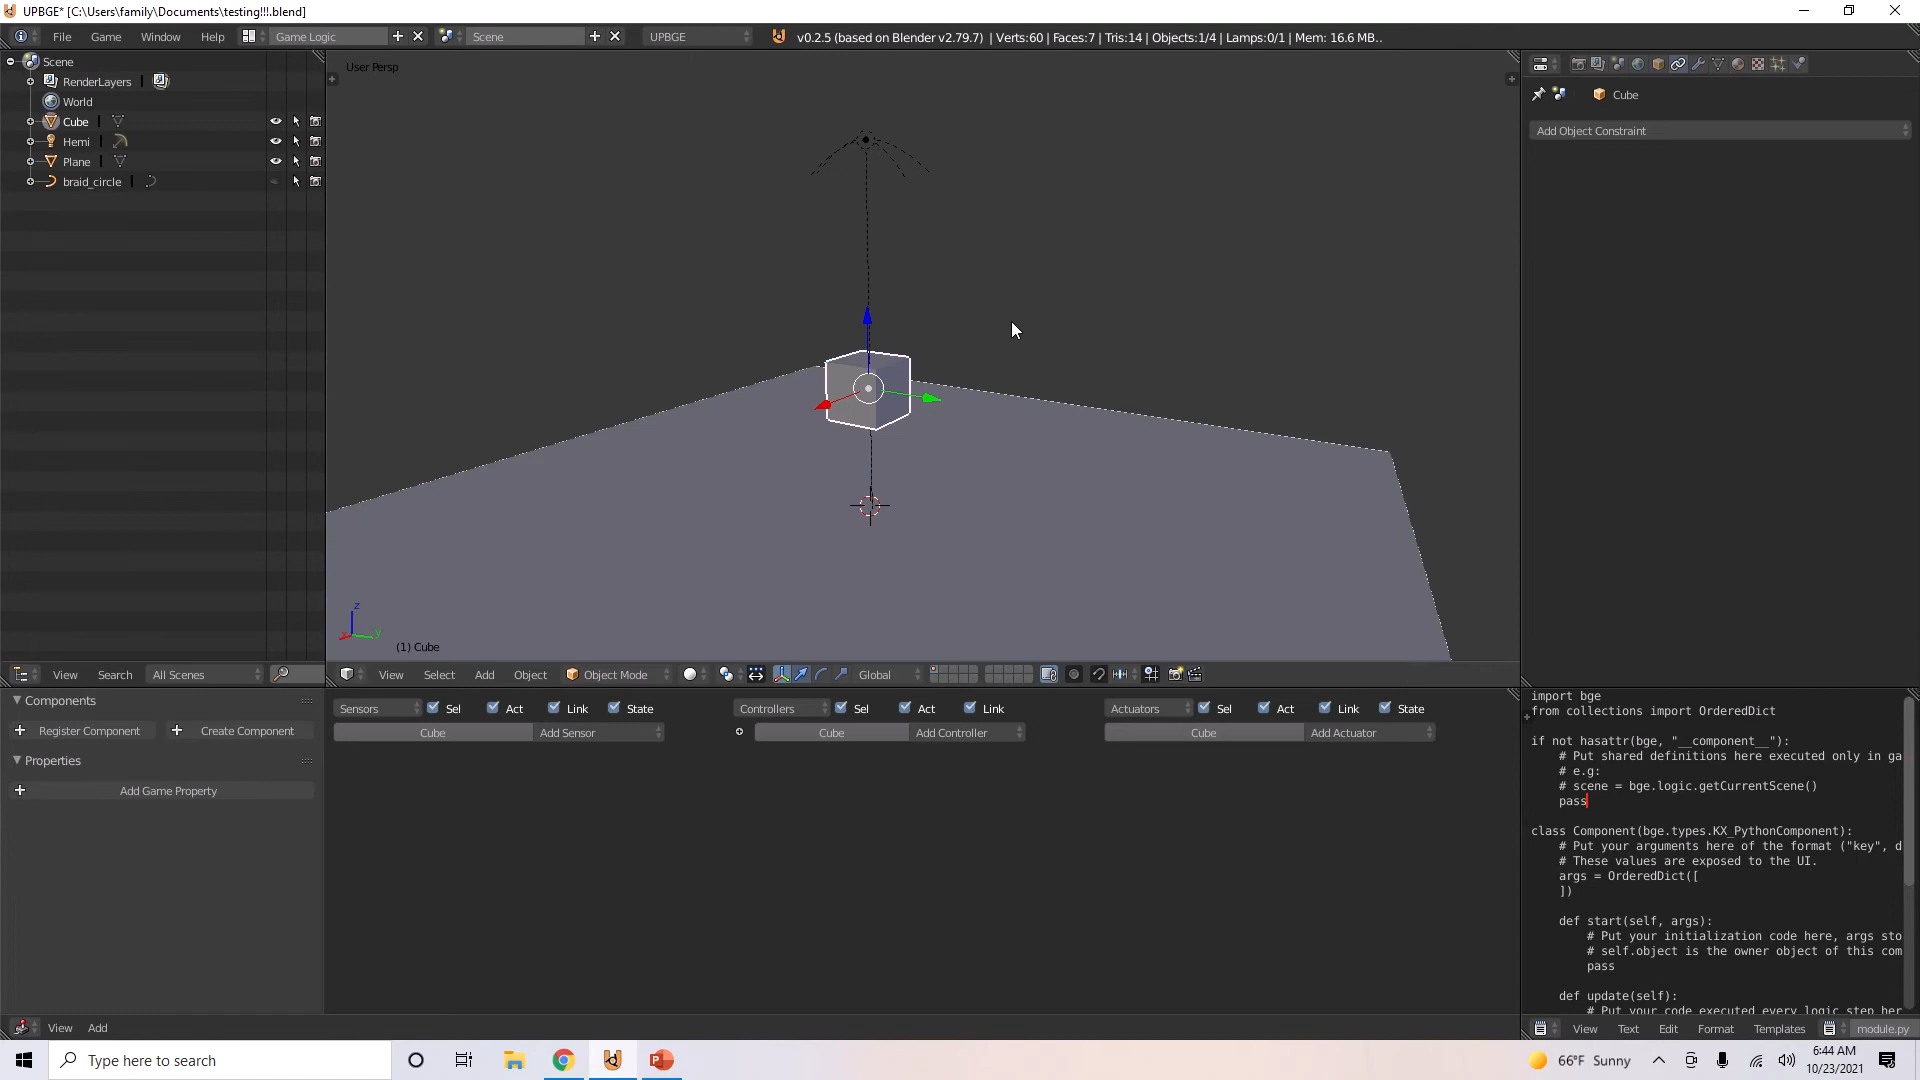 UPBGE* [C:\Users\family\Documents\testing!!!.blend]
File Game Window Help Game Logic Scene UPBGE v0.2.5 (based on Blender v2.79.7) | Verts:60 | Faces:7 | Tris:14 | Objects:1/4 | Lamps:0/1 | Mem: 16.6 MB..
Scene
RenderLayers
World
Cube
Hemi
Plane
braid_circle
User Persp
Cube
Add Object Constraint
z
x y
(1) Cube
View Search All Scenes
View Select Add Object Object Mode Global
Components
Register Component Create Component
Properties
Add Game Property
Sensors Sel Act Link State Controllers Sel Act Link Actuators Sel Act Link State
Cube Add Sensor Cube Add Controller Cube Add Actuator
import bge
from collections import OrderedDict
if not hasattr(bge, "__component__"):
# Put shared definitions here executed only in ga
# e.g:
# scene = bge.logic.getCurrentScene()
pass
class Component(bge.types.KX_PythonComponent):
# Put your arguments here of the format ("key", d
# These values are exposed to the UI.
args = OrderedDict([
])
def start(self, args):
# Put your initialization code here, args sto
# self.object is the owner object of this com
pass
def update(self):
# Put your code executed every logic step her
View Add
View Text Edit Format Templates module.py
Type here to search
66°F Sunny
6:44 AM
10/23/2021